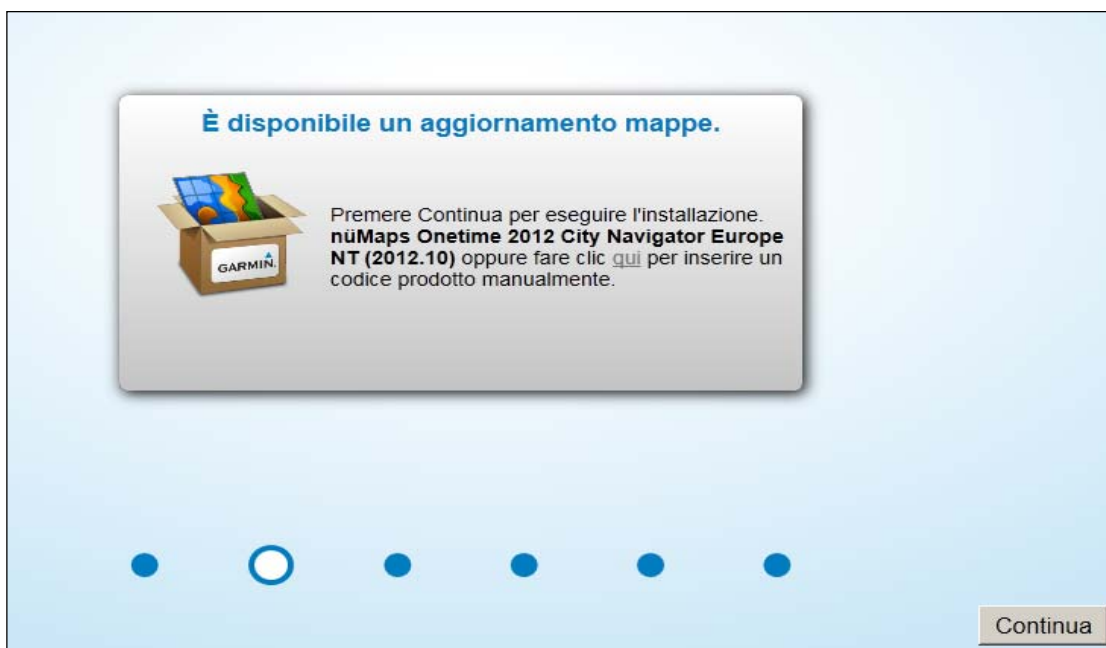 È disponibile un aggiornamento mappe.
Premere Continua per eseguire l'installazione.
nüMaps Onetime 2012 City Navigator Europe
NT (2012.10) oppure fare clic qui per inserire un
codice prodotto manualmente.
GARMIN.
Continua